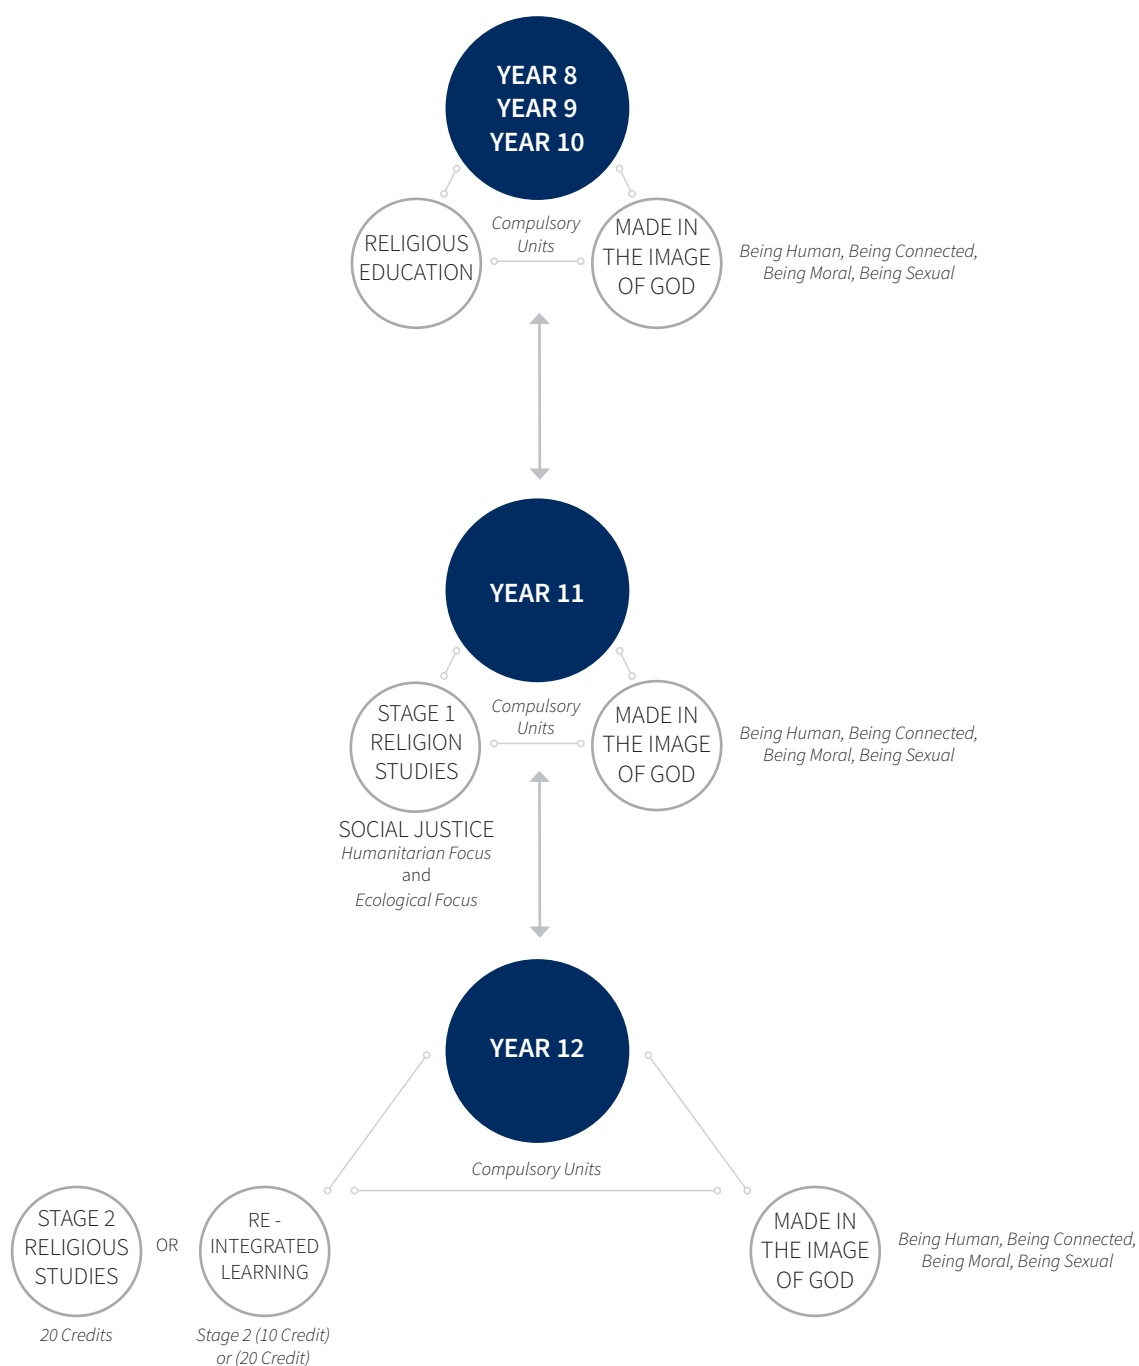 YEAR 8
YEAR 9
YEAR 10
RELIGIOUS
EDUCATION
Compulsory
Units
MADE IN
THE IMAGE
OF GOD
Being Human, Being Connected,
Being Moral, Being Sexual
YEAR 11
STAGE 1
RELIGION
STUDIES
Compulsory
Units
MADE IN
THE IMAGE
OF GOD
Being Human, Being Connected,
Being Moral, Being Sexual
SOCIAL JUSTICE
Humanitarian Focus
and
Ecological Focus
YEAR 12
Compulsory Units
STAGE 2
RELIGIOUS
STUDIES
OR
RE -
INTEGRATED
LEARNING
MADE IN
THE IMAGE
OF GOD
Being Human, Being Connected,
Being Moral, Being Sexual
20 Credits
Stage 2 (10 Credit)
or (20 Credit)